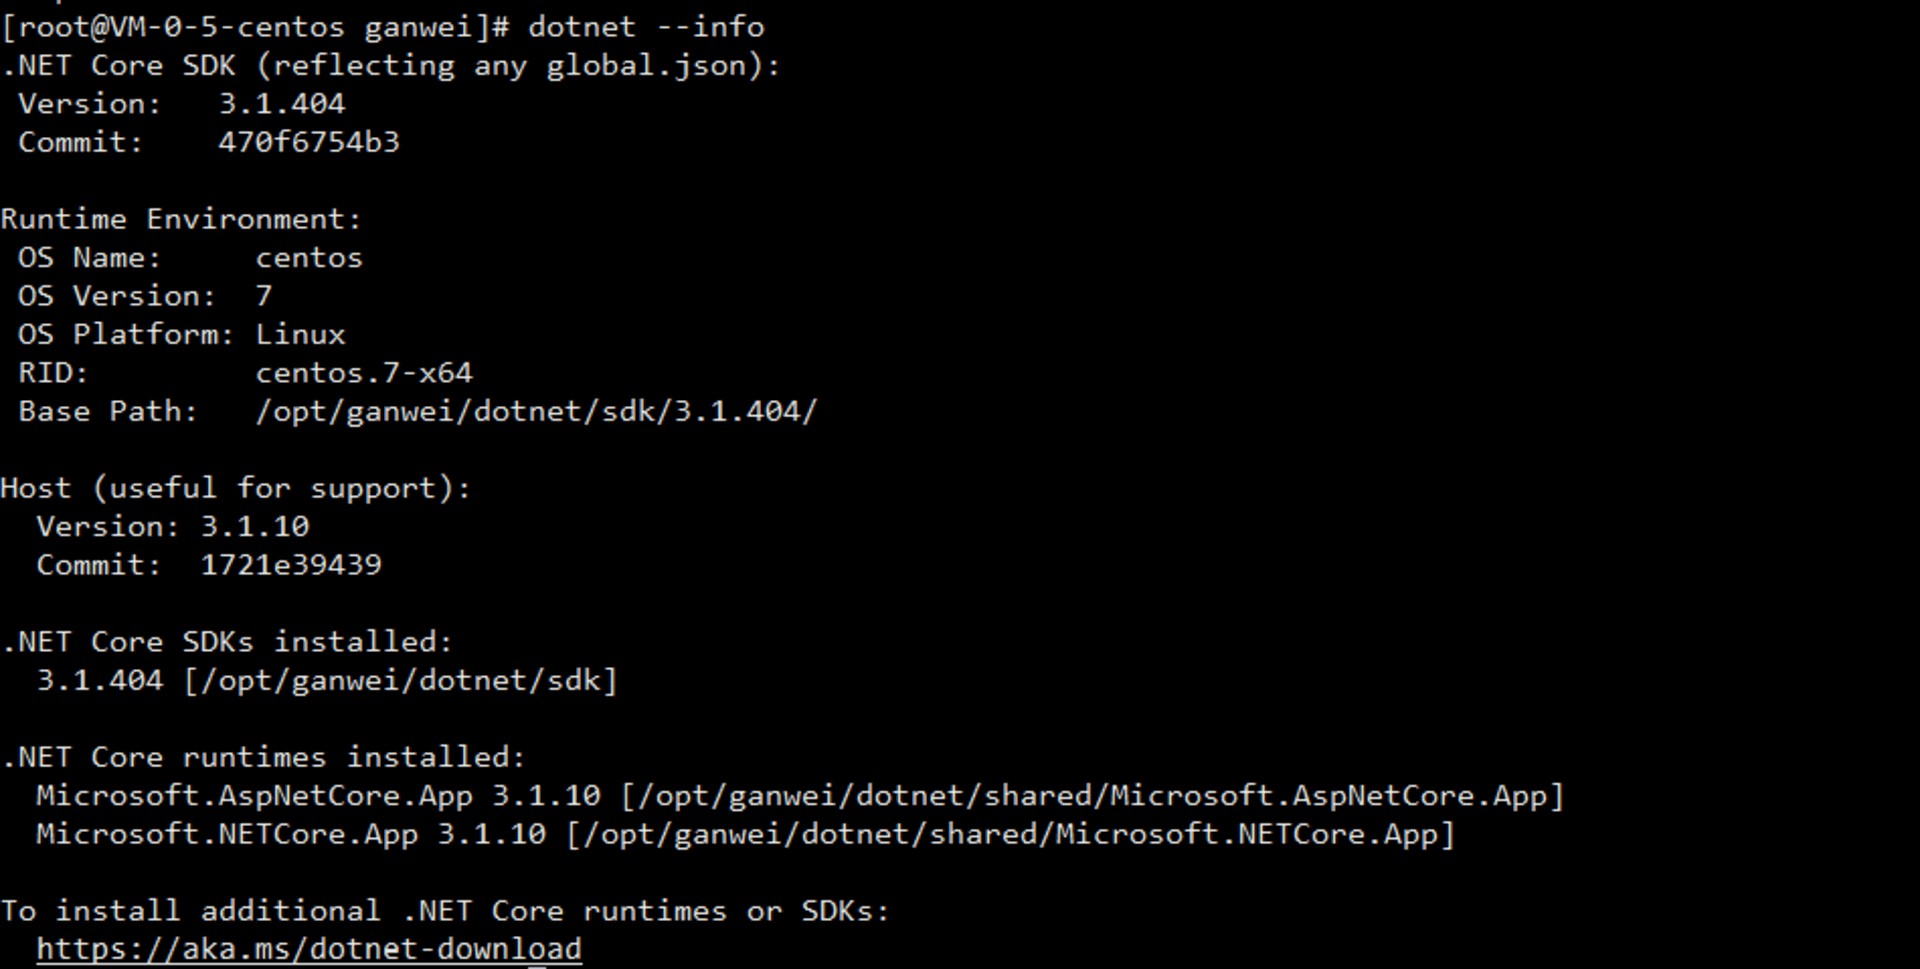 [root@VM-0-5-centos ganwei]# dotnet --info
.NET Core SDK (reflecting any global.json):
 Version:   3.1.404
 Commit:    470f6754b3

Runtime Environment:
 OS Name:     centos
 OS Version:  7
 OS Platform: Linux
 RID:         centos.7-x64
 Base Path:   /opt/ganwei/dotnet/sdk/3.1.404/

Host (useful for support):
  Version: 3.1.10
  Commit:  1721e39439

.NET Core SDKs installed:
  3.1.404 [/opt/ganwei/dotnet/sdk]

.NET Core runtimes installed:
  Microsoft.AspNetCore.App 3.1.10 [/opt/ganwei/dotnet/shared/Microsoft.AspNetCore.App]
  Microsoft.NETCore.App 3.1.10 [/opt/ganwei/dotnet/shared/Microsoft.NETCore.App]

To install additional .NET Core runtimes or SDKs:
  https://aka.ms/dotnet-download